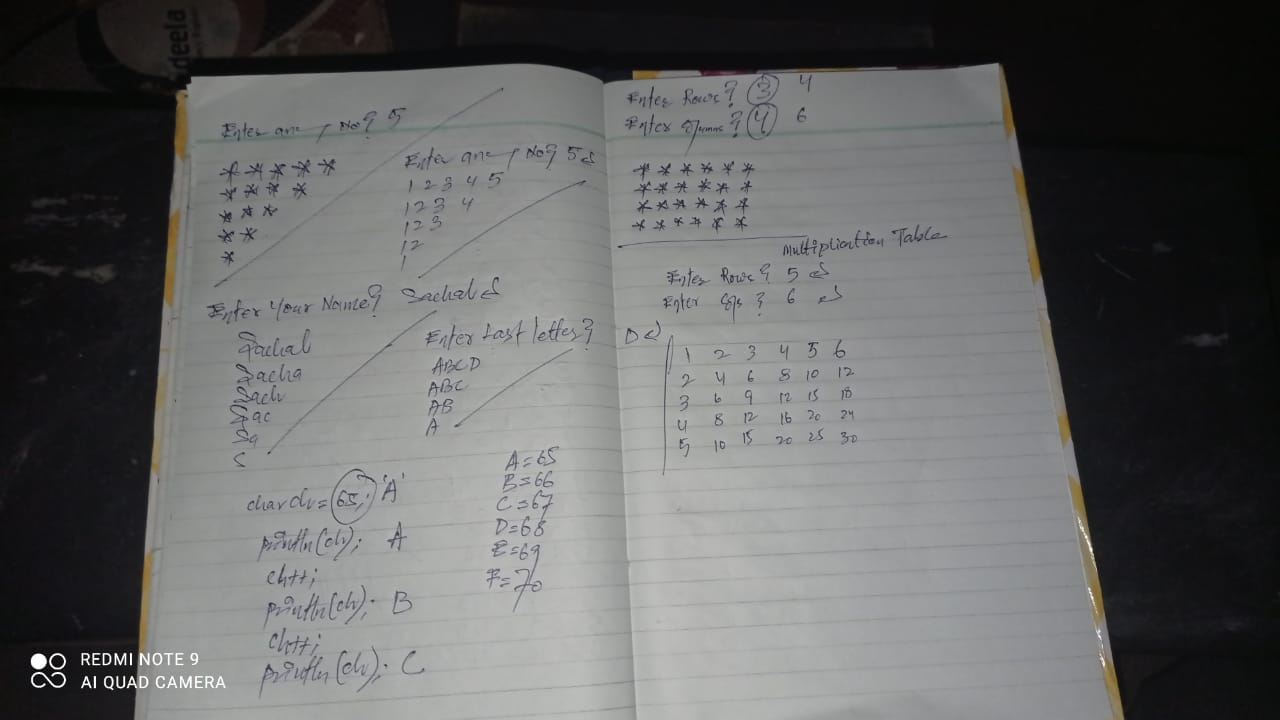 deela
Enter any No? 5
* * * * *
* * * *
* * *
* *
*
Enter any No? 5
1 2 3 4 5
1 2 3 4
1 2 3
1 2
1
Enter Your Name? Sachal
Sachal
Sacha
Sach
Sac
Sa
S
Enter Last letter?
ABCD
ABC
AB
A
char ch = 65; 'A'
println(ch); A
ch++;
println(ch); B
ch++;
println(ch); C
A=65
B=66
C=67
D=68
E=69
F=70
Enter Rows? 3 4
Enter ? 4 6
* * * * * *
* * * * * *
* * * * * *
* * * * * *
Multiplication Table
Enter Rows? 5
Enter ? 6
1 2 3 4 5 6
2 4 6 8 10 12
3 6 9 12 15 18
4 8 12 16 20 24
5 10 15 20 25 30
REDMI NOTE 9
AI QUAD CAMERA